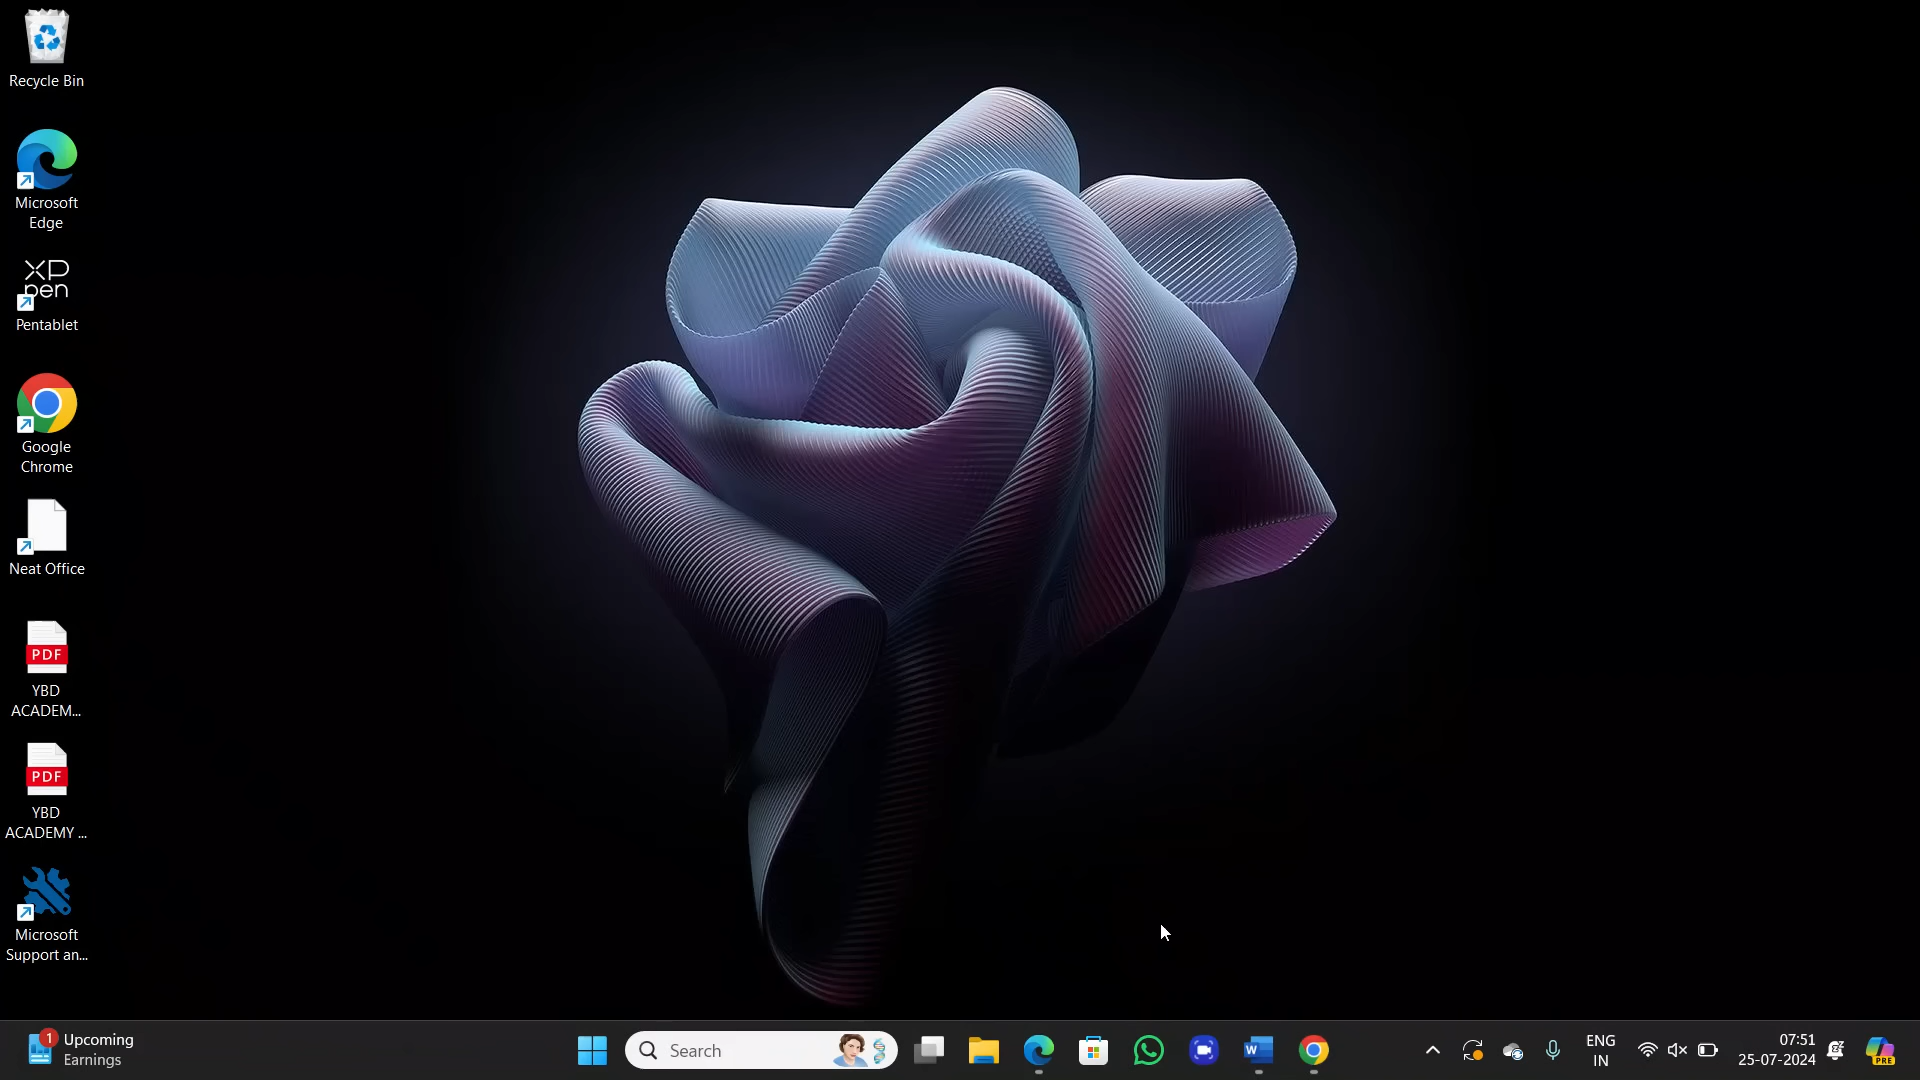 Recycle Bin
Microsoft
Edge
XP
pen
Pentablet
Google
Chrome
Neat Office
PDF
YBD
ACADEM...
PDF
YBD
ACADEMY ...
Microsoft
Support an...
1
Upcoming
Earnings
Search
W
ENG
IN
07:51
25-07-2024
PRE